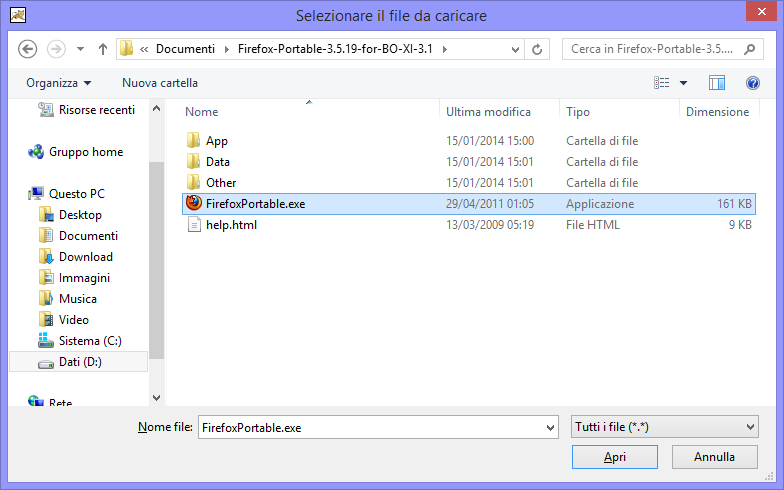 Selezionare il file da caricare
« Documenti ▸ Firefox-Portable-3.5.19-for-BO-XI-3.1 ▸
Cerca in Firefox-Portable-3.5....
Organizza
Nuova cartella
Risorse recenti
Gruppo home
Questo PC
Desktop
Documenti
Download
Immagini
Musica
Video
Sistema (C:)
Dati (D:)
Rete
Nome Ultima modifica Tipo Dimensione
App 15/01/2014 15:00 Cartella di file
Data 15/01/2014 15:01 Cartella di file
Other 15/01/2014 15:01 Cartella di file
FirefoxPortable.exe 29/04/2011 01:05 Applicazione 161 KB
help.html 13/03/2009 05:19 File HTML 9 KB
Nome file: FirefoxPortable.exe
Tutti i file (*.*)
Apri Annulla